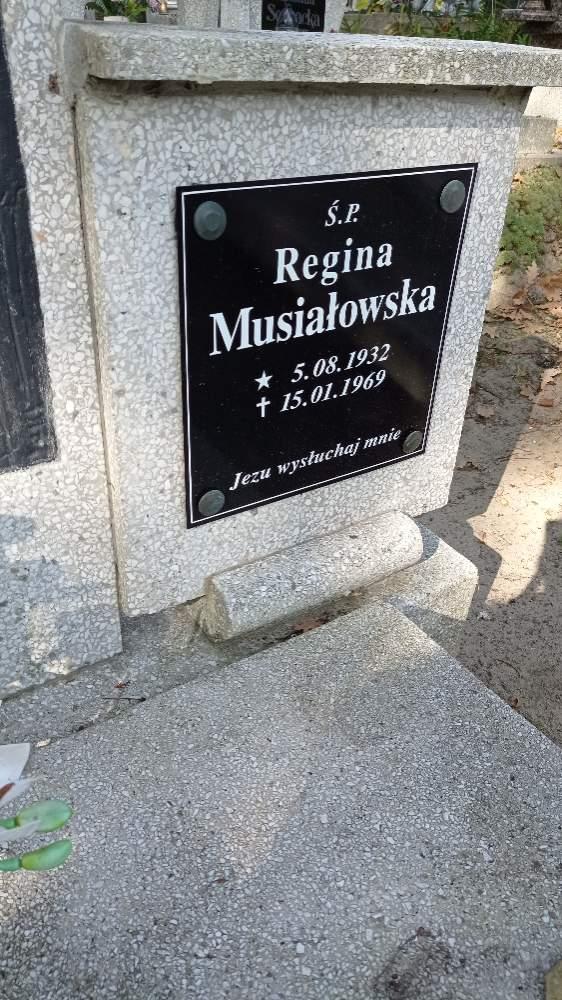 Ś.P.
Regina
Musiałowska
★ 5.08.1932
✝ 15.01.1969
Jezu wysłuchaj mnie